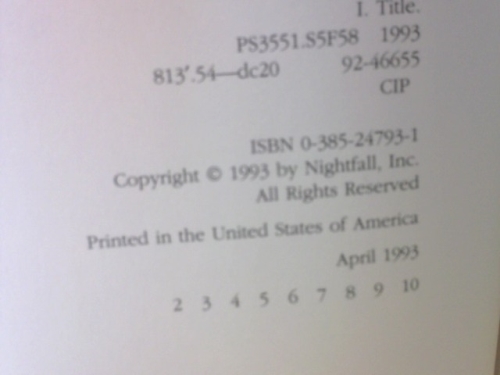 I. Title.
PS3551.S5F58 1993
813'.54—dc20 92-46655
CIP
ISBN 0-385-24793-1
Copyright © 1993 by Nightfall, Inc.
All Rights Reserved
Printed in the United States of America
April 1993
2 3 4 5 6 7 8 9 10